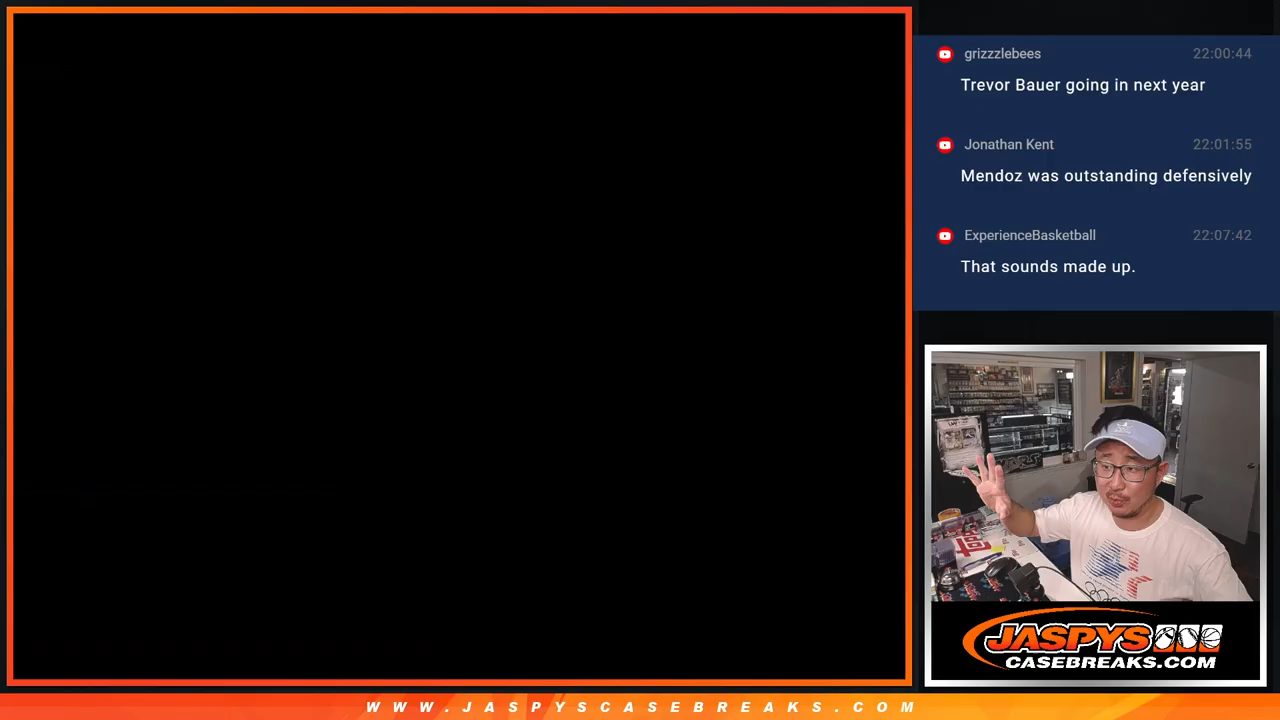 grizzzlebees 22:00:44
Trevor Bauer going in next year
Jonathan Kent 22:01:55
Mendoz was outstanding defensively
ExperienceBasketball 22:07:42
That sounds made up.
JASPYS
CASEBREAKS.COM
WWW.JASPYSCASEBREAKS.COM